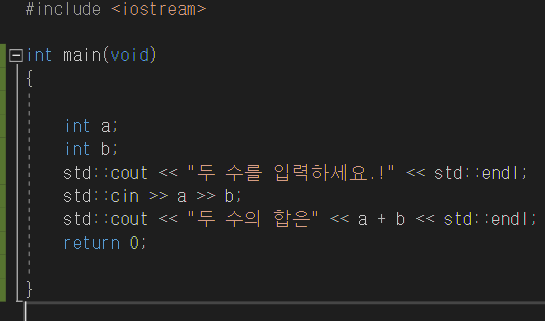 #include <iostream>
int main(void)
{
int a;
int b;
std::cout << "두 수를 입력하세요.!" << std::endl;
std::cin >> a >> b;
std::cout << "두 수의 합은" << a + b << std::endl;
return 0;
}